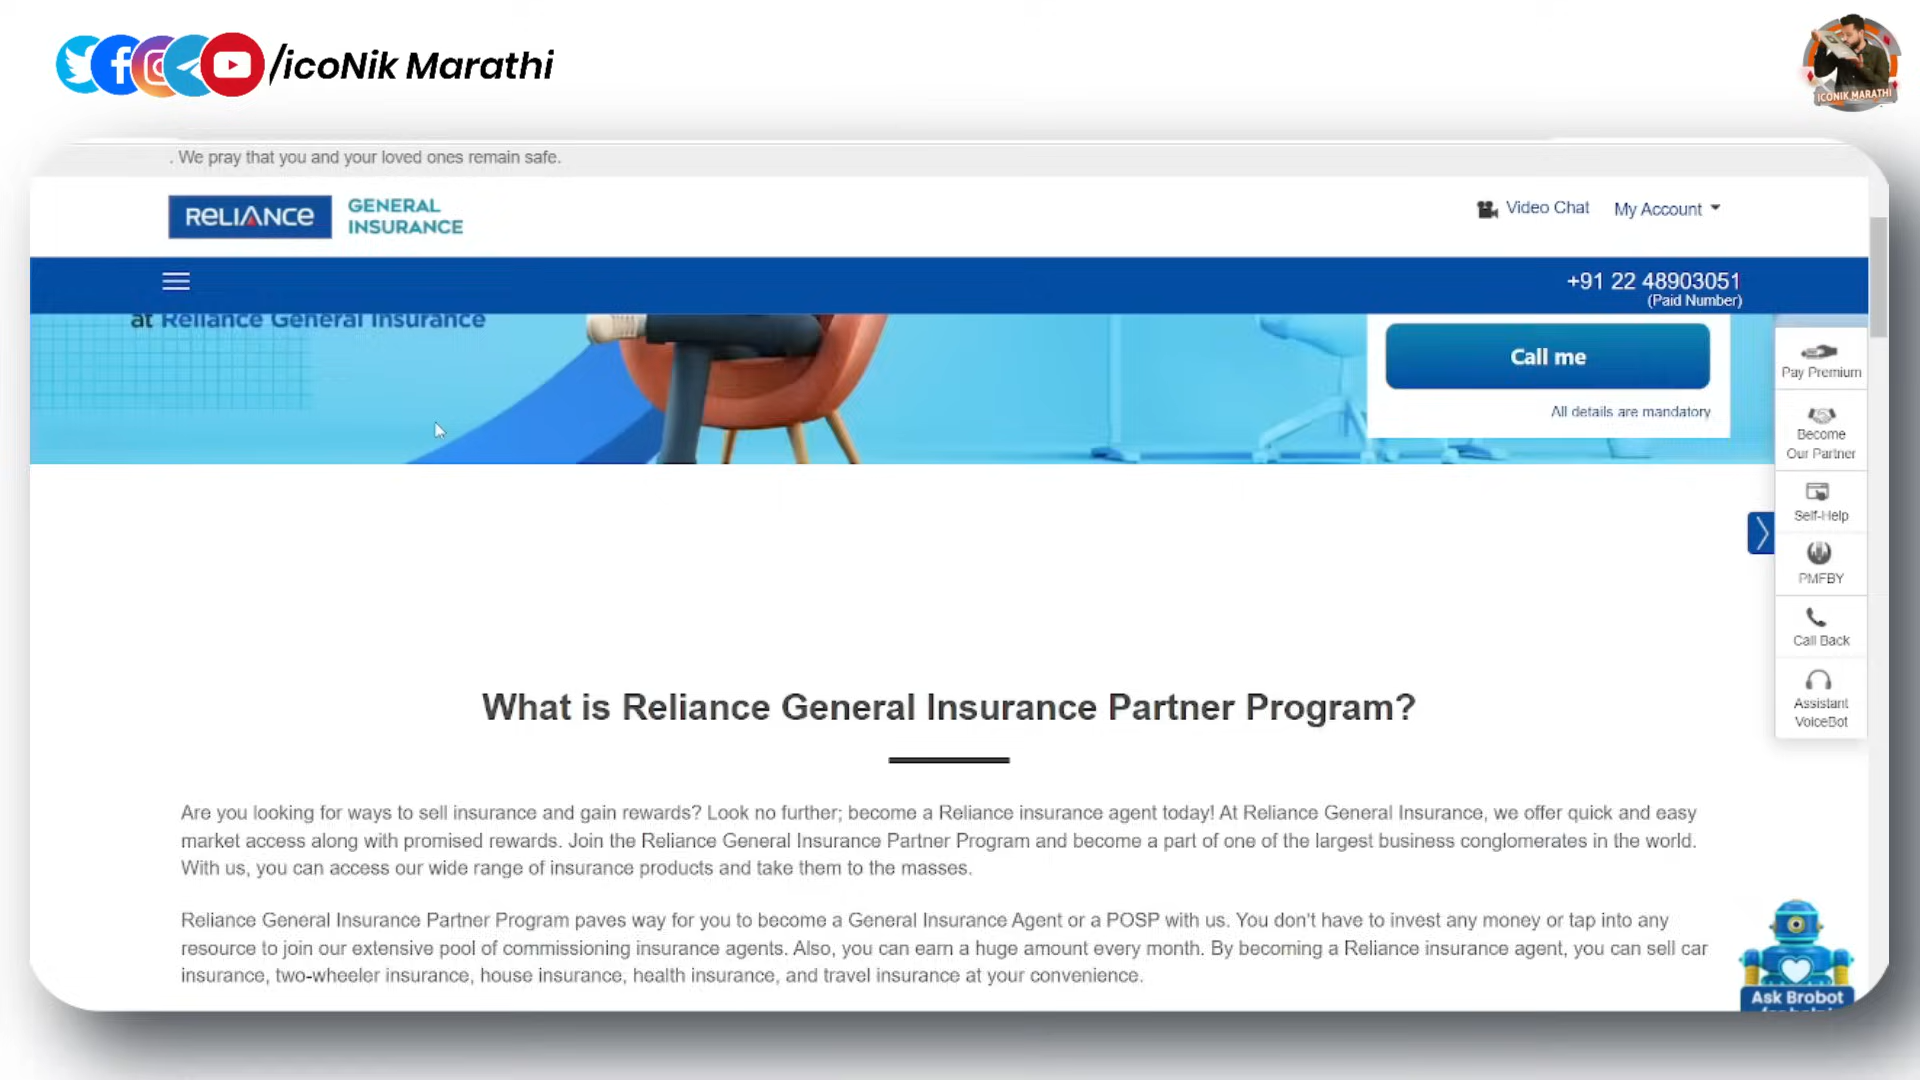 /icoNik Marathi
ICONIK MARATHI
. We pray that you and your loved ones remain safe.
RELIANCE GENERAL INSURANCE
Video Chat My Account
+91 22 48903051
(Paid Number)
at Reliance General Insurance
Call me
All details are mandatory
Pay Premium
Become
Our Partner
Self-Help
PMFBY
Call Back
Assistant
VoiceBot
What is Reliance General Insurance Partner Program?
Are you looking for ways to sell insurance and gain rewards? Look no further; become a Reliance insurance agent today! At Reliance General Insurance, we offer quick and easy
market access along with promised rewards. Join the Reliance General Insurance Partner Program and become a part of one of the largest business conglomerates in the world.
With us, you can access our wide range of insurance products and take them to the masses.
Reliance General Insurance Partner Program paves way for you to become a General Insurance Agent or a POSP with us. You don't have to invest any money or tap into any
resource to join our extensive pool of commissioning insurance agents. Also, you can earn a huge amount every month. By becoming a Reliance insurance agent, you can sell car
insurance, two-wheeler insurance, house insurance, health insurance, and travel insurance at your convenience.
Ask Brobot